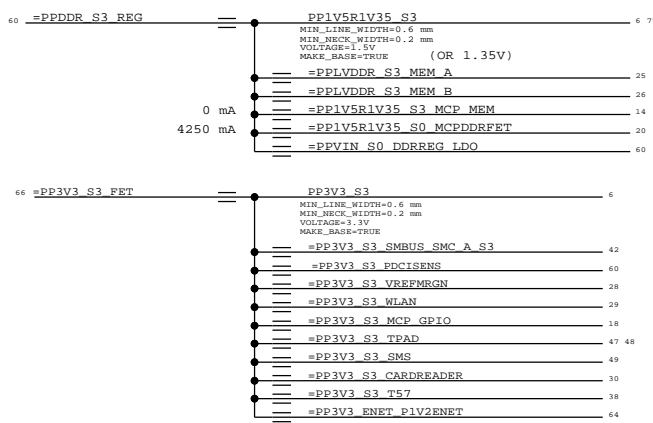 60 =PPDDR_S3_REG PP1V5R1V35_S3 6 7
MIN_LINE_WIDTH=0.6 mm
MIN_NECK_WIDTH=0.2 mm
VOLTAGE=1.5V
MAKE_BASE=TRUE (OR 1.35V)
=PPLVDDR_S3_MEM_A 25
=PPLVDDR_S3_MEM_B 26
0 mA =PP1V5R1V35_S3_MCP_MEM 14
4250 mA =PP1V5R1V35_S0_MCPDDRFET 20
=PPVIN_S0_DDRREG_LDO 60
66 =PP3V3_S3_FET PP3V3_S3 6
MIN_LINE_WIDTH=0.6 mm
MIN_NECK_WIDTH=0.2 mm
VOLTAGE=3.3V
MAKE_BASE=TRUE
=PP3V3_S3_SMBUS_SMC_A_S3 42
=PP3V3_S3_PDCISENS 60
=PP3V3_S3_VREFMRGN 28
=PP3V3_S3_WLAN 29
=PP3V3_S3_MCP_GPIO 18
=PP3V3_S3_TPAD 47 48
=PP3V3_S3_SMS 49
=PP3V3_S3_CARDREADER 30
=PP3V3_S3_T57 38
=PP3V3_ENET_P1V2ENET 64